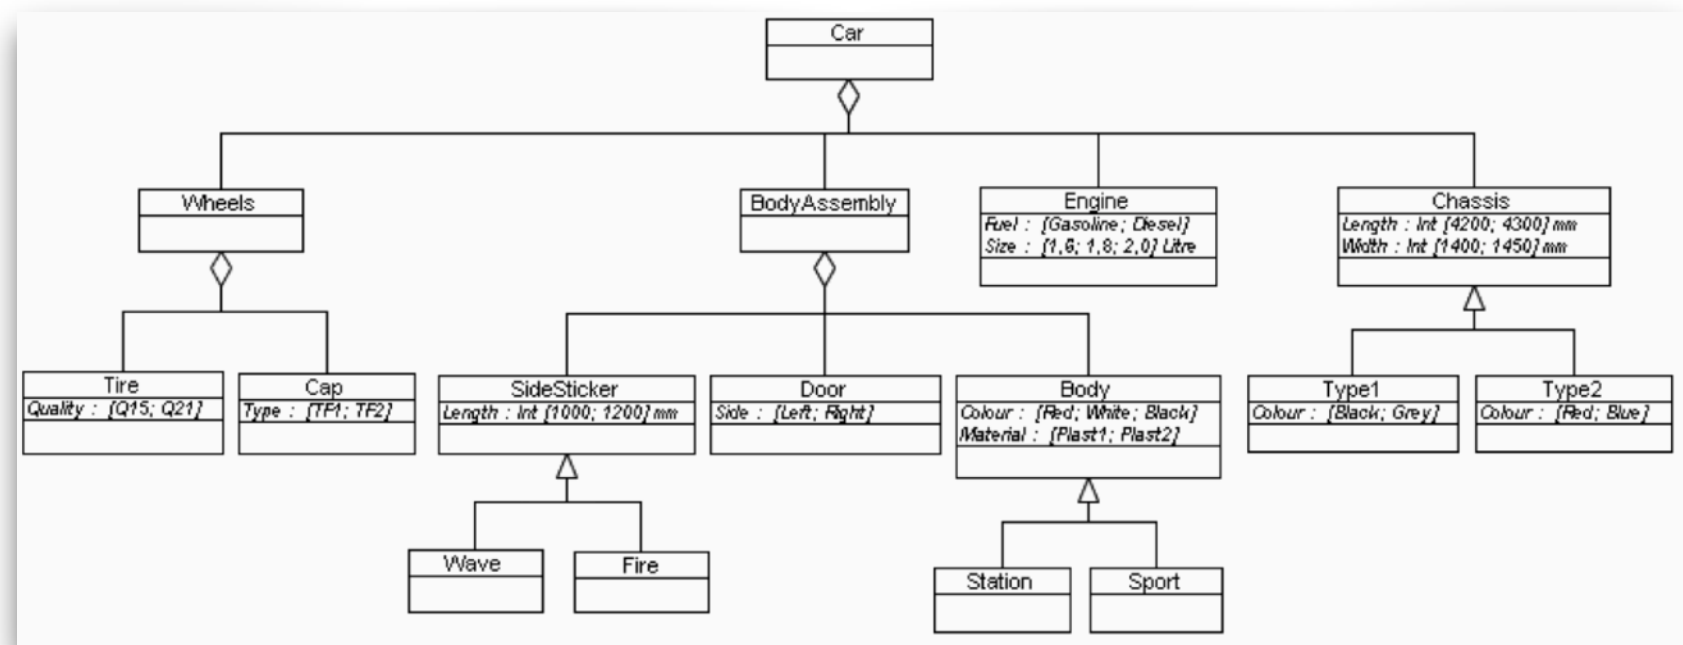 Car
Wheels
BodyAssembly
Engine
Fuel : [Gasoline; Diesel]
Size : [1,6; 1,8; 2,0] Litre
Chassis
Length : Int [4200; 4300] mm
Width : Int [1400; 1450] mm
Tire
Quality : [Q15; Q21]
Cap
Type : [TF1; TF2]
SideSticker
Length : Int [1000; 1200] mm
Door
Side : [Left; Right]
Body
Colour : [Red; White; Black]
Material : [Plast1; Plast2]
Type1
Colour : [Black; Grey]
Type2
Colour : [Red; Blue]
Wave
Fire
Station
Sport